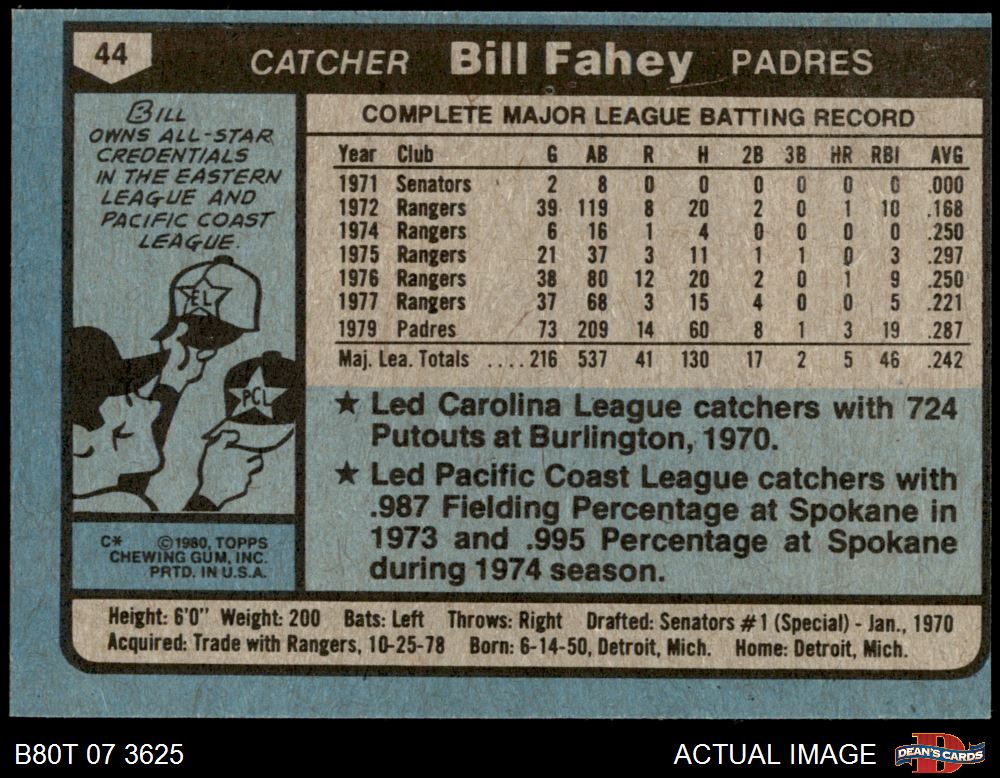 44
CATCHER Bill Fahey PADRES
BILL
OWNS ALL-STAR
CREDENTIALS
IN THE EASTERN
LEAGUE AND
PACIFIC COAST
LEAGUE.
EL
PCL
C* ©1980, TOPPS
CHEWING GUM, INC.
PRTD. IN U.S.A.
COMPLETE MAJOR LEAGUE BATTING RECORD
Year Club G AB R H 2B 3B HR RBI AVG
1971 Senators 2 8 0 0 0 0 0 0 .000
1972 Rangers 39 119 8 20 2 0 1 10 .168
1974 Rangers 6 16 1 4 0 0 0 0 .250
1975 Rangers 21 37 3 11 1 1 0 3 .297
1976 Rangers 38 80 12 20 2 0 1 9 .250
1977 Rangers 37 68 3 15 4 0 0 5 .221
1979 Padres 73 209 14 60 8 1 3 19 .287
Maj. Lea. Totals ....216 537 41 130 17 2 5 46 .242
★ Led Carolina League catchers with 724
Putouts at Burlington, 1970.
★ Led Pacific Coast League catchers with
.987 Fielding Percentage at Spokane in
1973 and .995 Percentage at Spokane
during 1974 season.
Height: 6'0" Weight: 200 Bats: Left Throws: Right Drafted: Senators #1 (Special) - Jan., 1970
Acquired: Trade with Rangers, 10-25-78 Born: 6-14-50, Detroit, Mich. Home: Detroit, Mich.
B80T 07 3625 ACTUAL IMAGE
DEAN'S CARDS